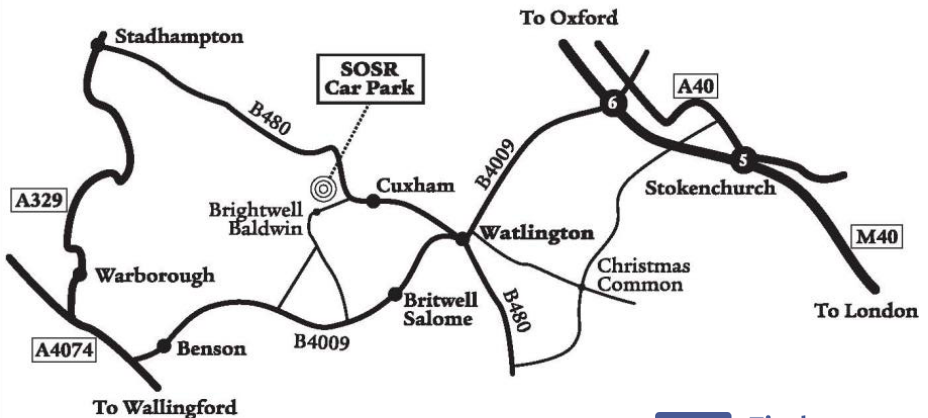 To Oxford
Stadhampton
SOSR
Car Park
A40
6
B480
B4009
5
Stokenchurch
Cuxham
A329
Brightwell
Baldwin
Watlington
M40
Warborough
Christmas
Common
Britwell
Salome
B480
To London
A4074
Benson
B4009
To Wallingford